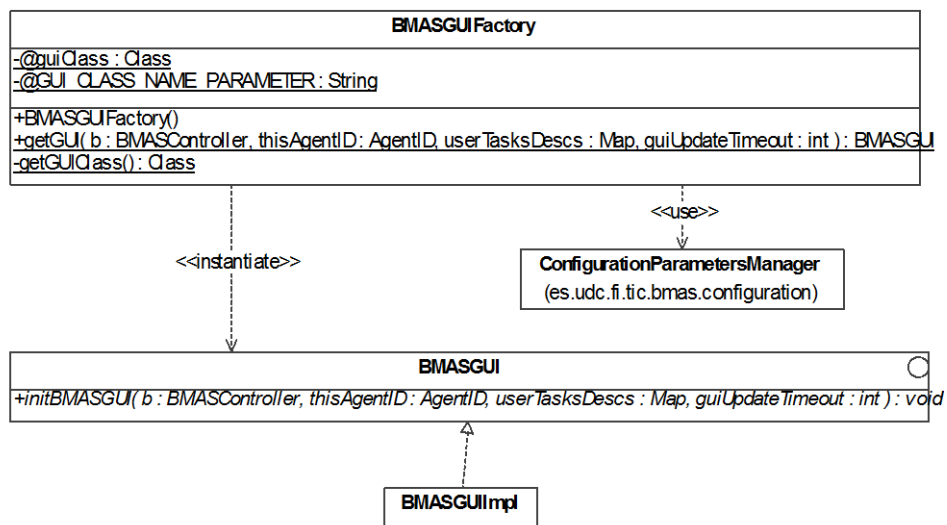 BMASGUIFactory
-@guiClass : Class
-@GUI_CLASS_NAME_PARAMETER : String
+BMASGUIFactory()
+getGUI( b : BMASController, thisAgentID : AgentID, userTasksDescs : Map, guiUpdateTimeout : int ) : BMASGUI
-getGUIClass() : Class
<<use>>
<<instantiate>>
ConfigurationParametersManager
(es.udc.fi.tic.bmas.configuration)
BMASGUI
+initBMASGUI( b : BMASController, thisAgentID : AgentID, userTasksDescs : Map, guiUpdateTimeout : int ) : void
BMASGUIImpl